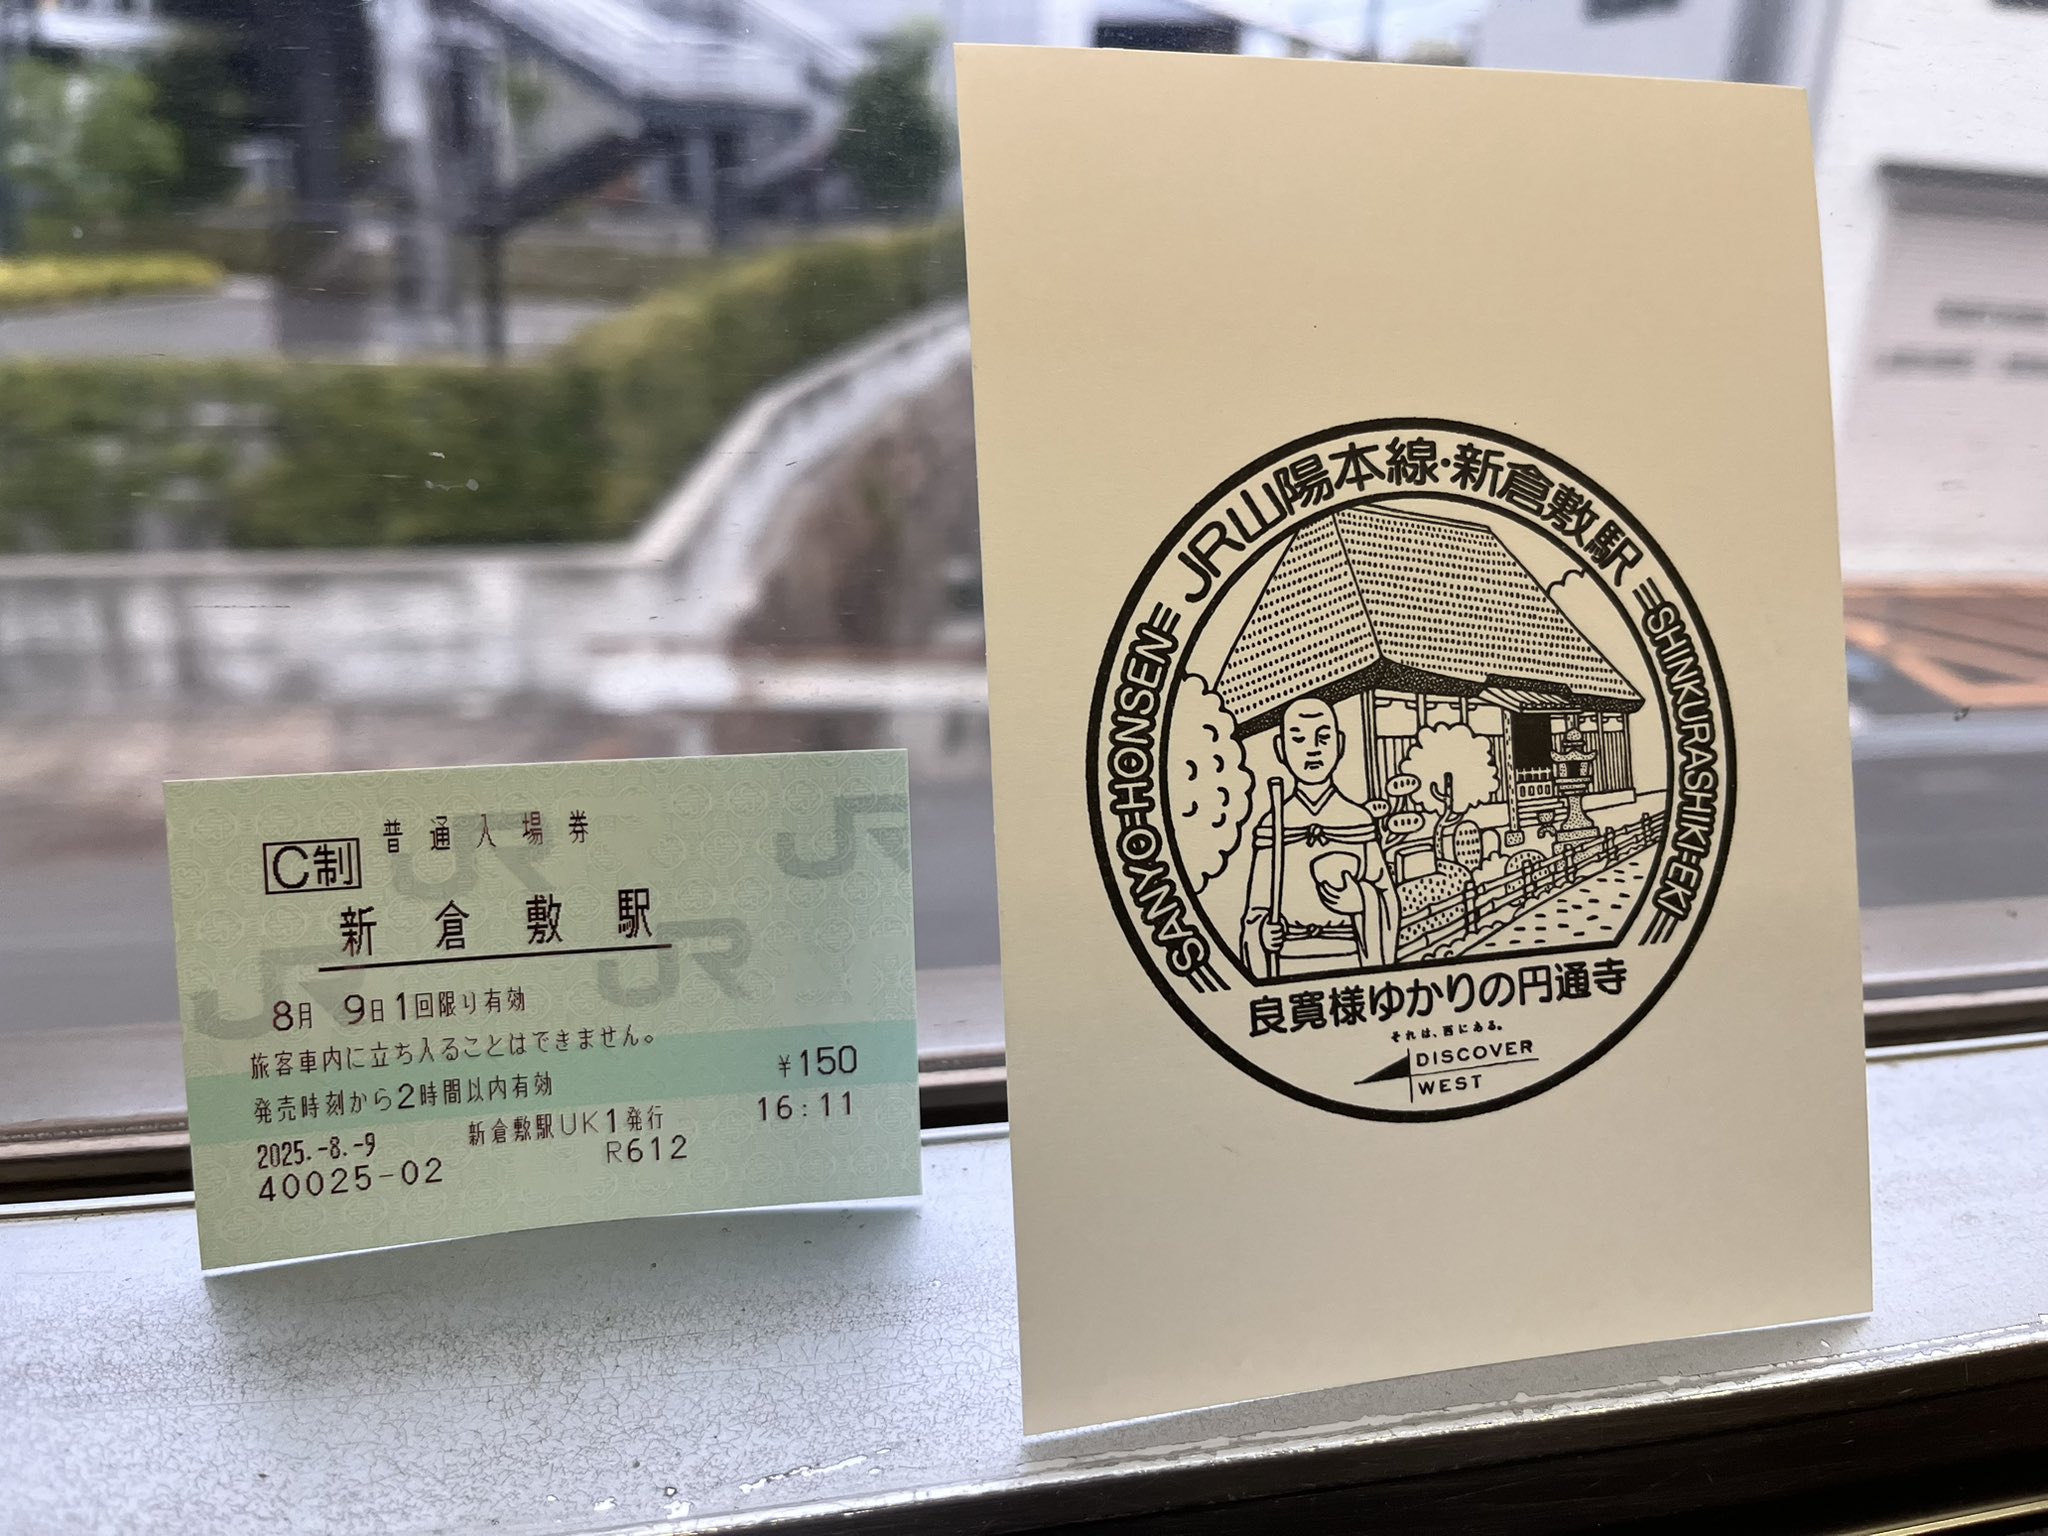 普通入場券
C制
新倉敷駅
8月 9日1回限り有効
旅客車内に立ち入ることはできません。
発売時刻から2時間以内有効
¥150
2025.-8.-9
新倉敷駅UK1発行
16:11
40025-02
R612
JR
JR
JR
JR
JR山陽本線・新倉敷駅
SANYO-HONSEN
SHINKURASHIKI-EKI
良寛様ゆかりの円通寺
それは、西にある。
DISCOVER
WEST